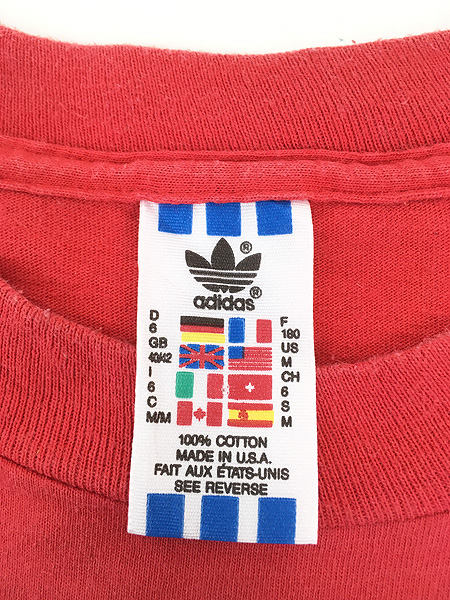 ®
adidas®
D
6
GB
40/42
I
6
C
M/M
F
180
US
M
CH
6
S
M
100% COTTON
MADE IN U.S.A.
FAIT AUX ÉTATS-UNIS
SEE REVERSE